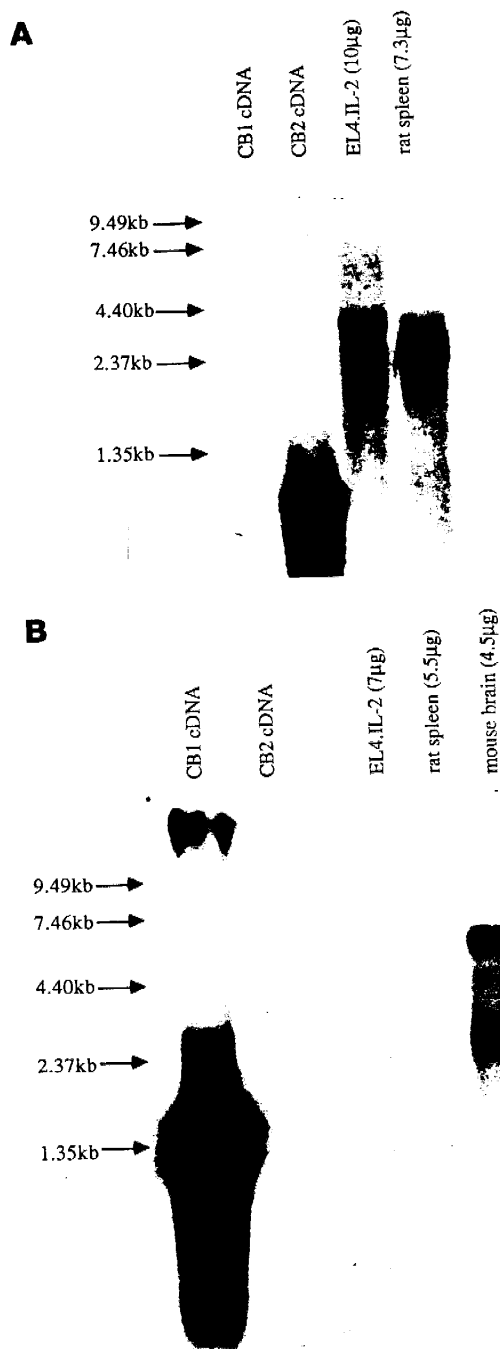 A
CB1 cDNA
CB2 cDNA
EL4.IL-2 (10µg)
rat spleen (7.3µg)
9.49kb
7.46kb
4.40kb
2.37kb
1.35kb
B
CB1 cDNA
CB2 cDNA
EL4.IL-2 (7µg)
rat spleen (5.5µg)
mouse brain (4.5µg)
9.49kb
7.46kb
4.40kb
2.37kb
1.35kb